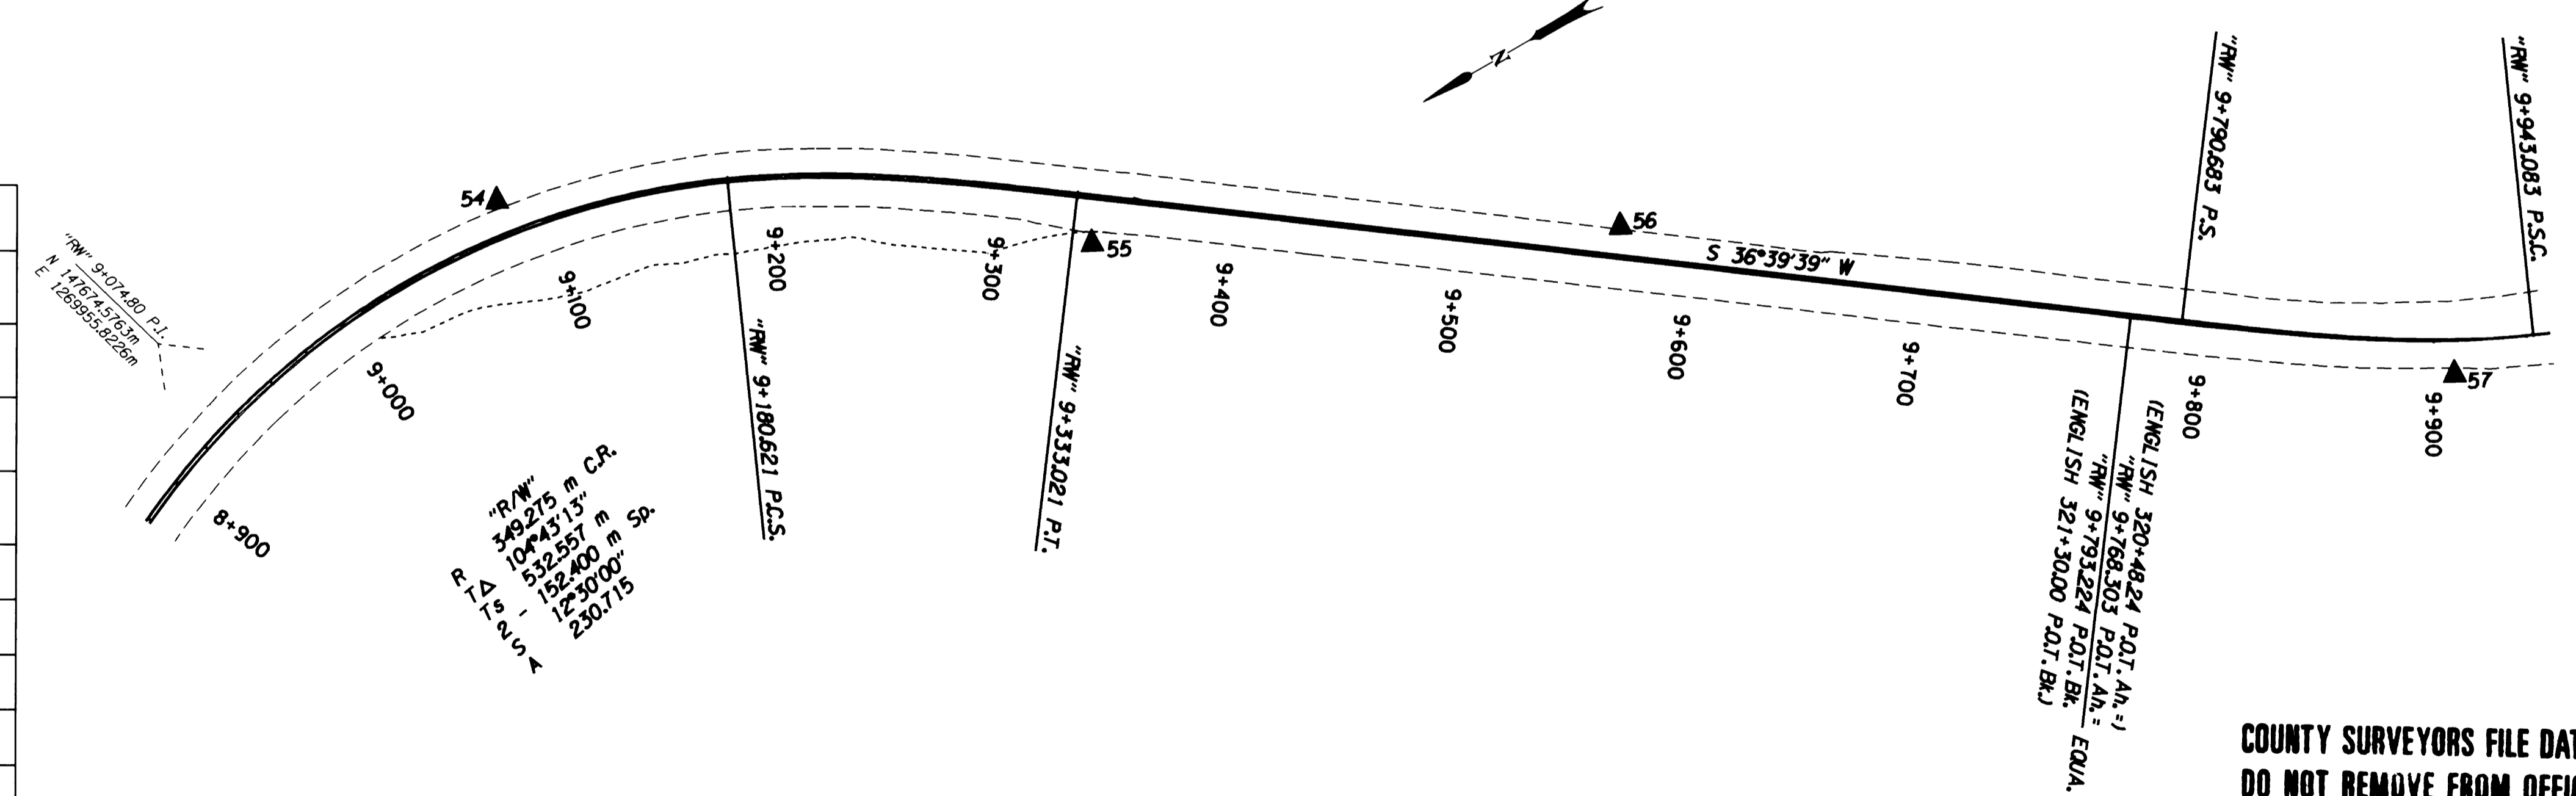 N
54
"RW" 9+074.80 P.I.
N 147674.5763m
E 1269955.8226m
8+900
9+000
9+100
9+200
9+300
9+400
9+500
9+600
9+700
9+800
9+900
"RW" 9+180.621 P.C.S.
"RW" 9+333.021 P.T.
55
56
S 36°39'39" W
"RW" 9+790.683 P.S.
"RW" 9+943.083 P.S.C.
57
"R/W"
R 349.275 m C.R.
T△ 104°43'13"
Ts 532.557 m
2 - 152.400 m Sp.
S 12°30'00"
A 230.715
(ENGLISH 320+48.24 P.O.T. Ah. =)
"RW" 9+768.303 P.O.T. Ah. =
"RW" 9+793.224 P.O.T. Bk. EQUA.
(ENGLISH 321+30.00 P.O.T. Bk.)
COUNTY SURVEYORS FILE DAT
DO NOT REMOVE FROM OFFI